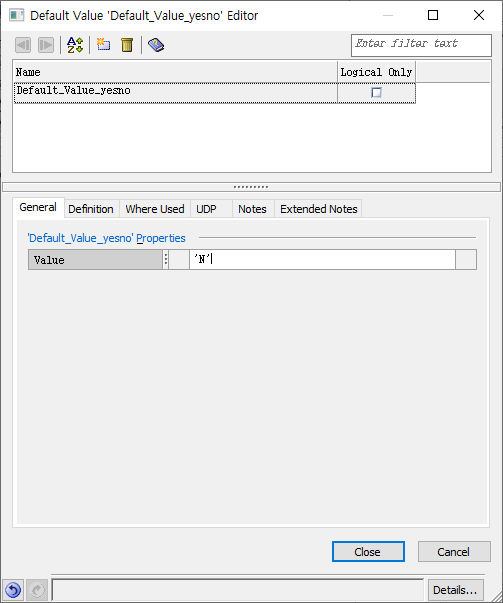 Default Value 'Default_Value_yesno' Editor
Enter filter text
Name Logical Only
Default_Value_yesno
General Definition Where Used UDP Notes Extended Notes
'Default_Value_yesno' Properties
Value 'N'
Close Cancel
Details...